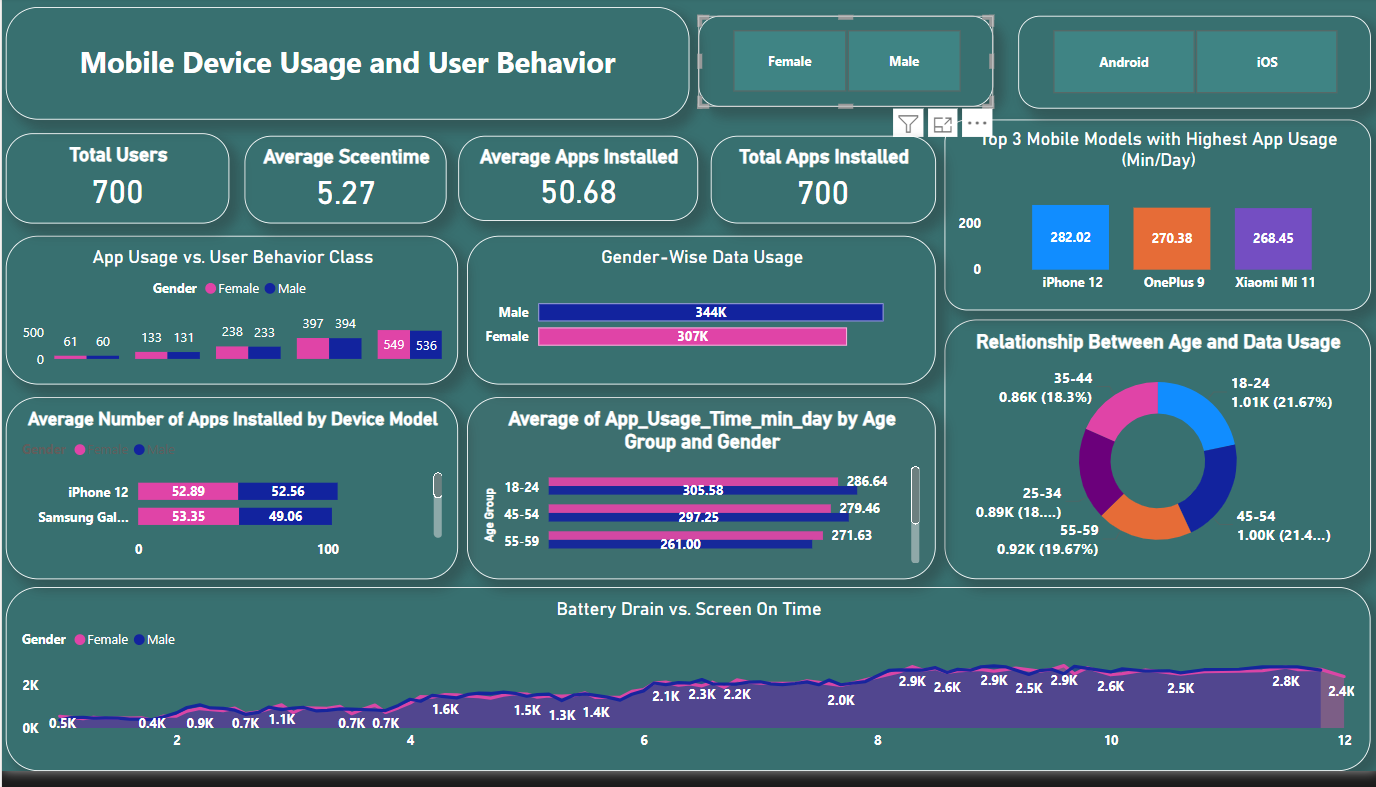 Mobile Device Usage and User Behavior
Female
Male
Android
iOS
Total Users
700
Average Sceentime
5.27
Average Apps Installed
50.68
Total Apps Installed
700
Top 3 Mobile Models with Highest App Usage
(Min/Day)
200
0
282.02
270.38
268.45
iPhone 12
OnePlus 9
Xiaomi Mi 11
App Usage vs. User Behavior Class
Gender Female Male
500
0
61
60
133
131
238
233
397
394
549
536
Gender-Wise Data Usage
Male
344K
Female
307K
Relationship Between Age and Data Usage
35-44
0.86K (18.3%)
18-24
1.01K (21.67%)
25-34
0.89K (18....)
55-59
0.92K (19.67%)
45-54
1.00K (21.4...)
Average Number of Apps Installed by Device Model
Gender Female Male
iPhone 12
52.89
52.56
Samsung Gal...
53.35
49.06
0
100
Average of App_Usage_Time_min_day by Age
Group and Gender
Age Group
18-24
286.64
305.58
45-54
279.46
297.25
55-59
271.63
261.00
Battery Drain vs. Screen On Time
Gender Female Male
2K
0K
0.5K
0.4K
0.9K
0.7K
1.1K
0.7K
0.7K
1.6K
1.5K
1.3K
1.4K
2.1K
2.3K
2.2K
2.0K
2.9K
2.6K
2.9K
2.5K
2.9K
2.6K
2.5K
2.8K
2.4K
2
4
6
8
10
12